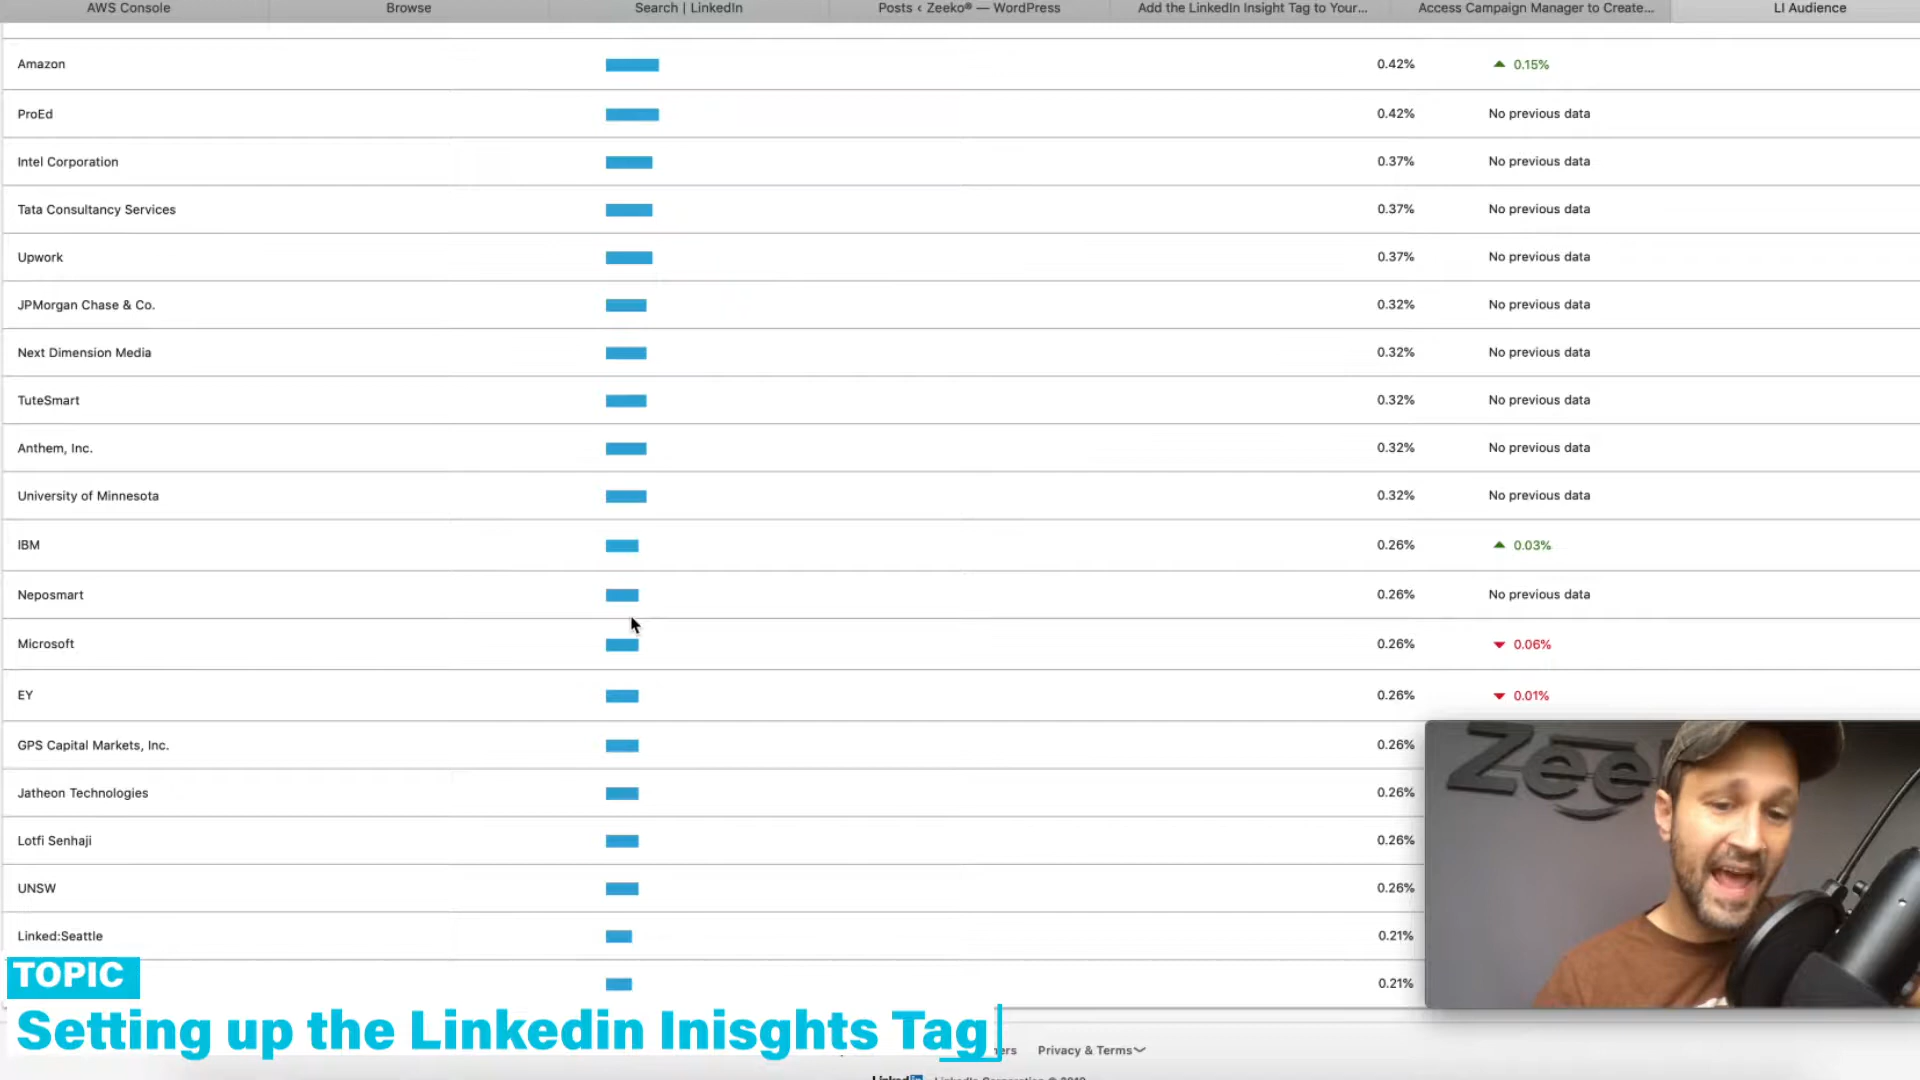 AWS Console Browse Search | LinkedIn Posts ‹ Zeeko® — WordPress Add the LinkedIn Insight Tag to Your... Access Campaign Manager to Create... LI Audience
Amazon 0.42% 0.15%
ProEd 0.42% No previous data
Intel Corporation 0.37% No previous data
Tata Consultancy Services 0.37% No previous data
Upwork 0.37% No previous data
JPMorgan Chase & Co. 0.32% No previous data
Next Dimension Media 0.32% No previous data
TuteSmart 0.32% No previous data
Anthem, Inc. 0.32% No previous data
University of Minnesota 0.32% No previous data
IBM 0.26% 0.03%
Neposmart 0.26% No previous data
Microsoft 0.26% 0.06%
EY 0.26% 0.01%
GPS Capital Markets, Inc. 0.26%
Jatheon Technologies 0.26%
Lotfi Senhaji 0.26%
UNSW 0.26%
Linked:Seattle 0.21%
0.21%
Zee
TOPIC
Setting up the Linkedin Inisghts Tag
Privacy & Terms